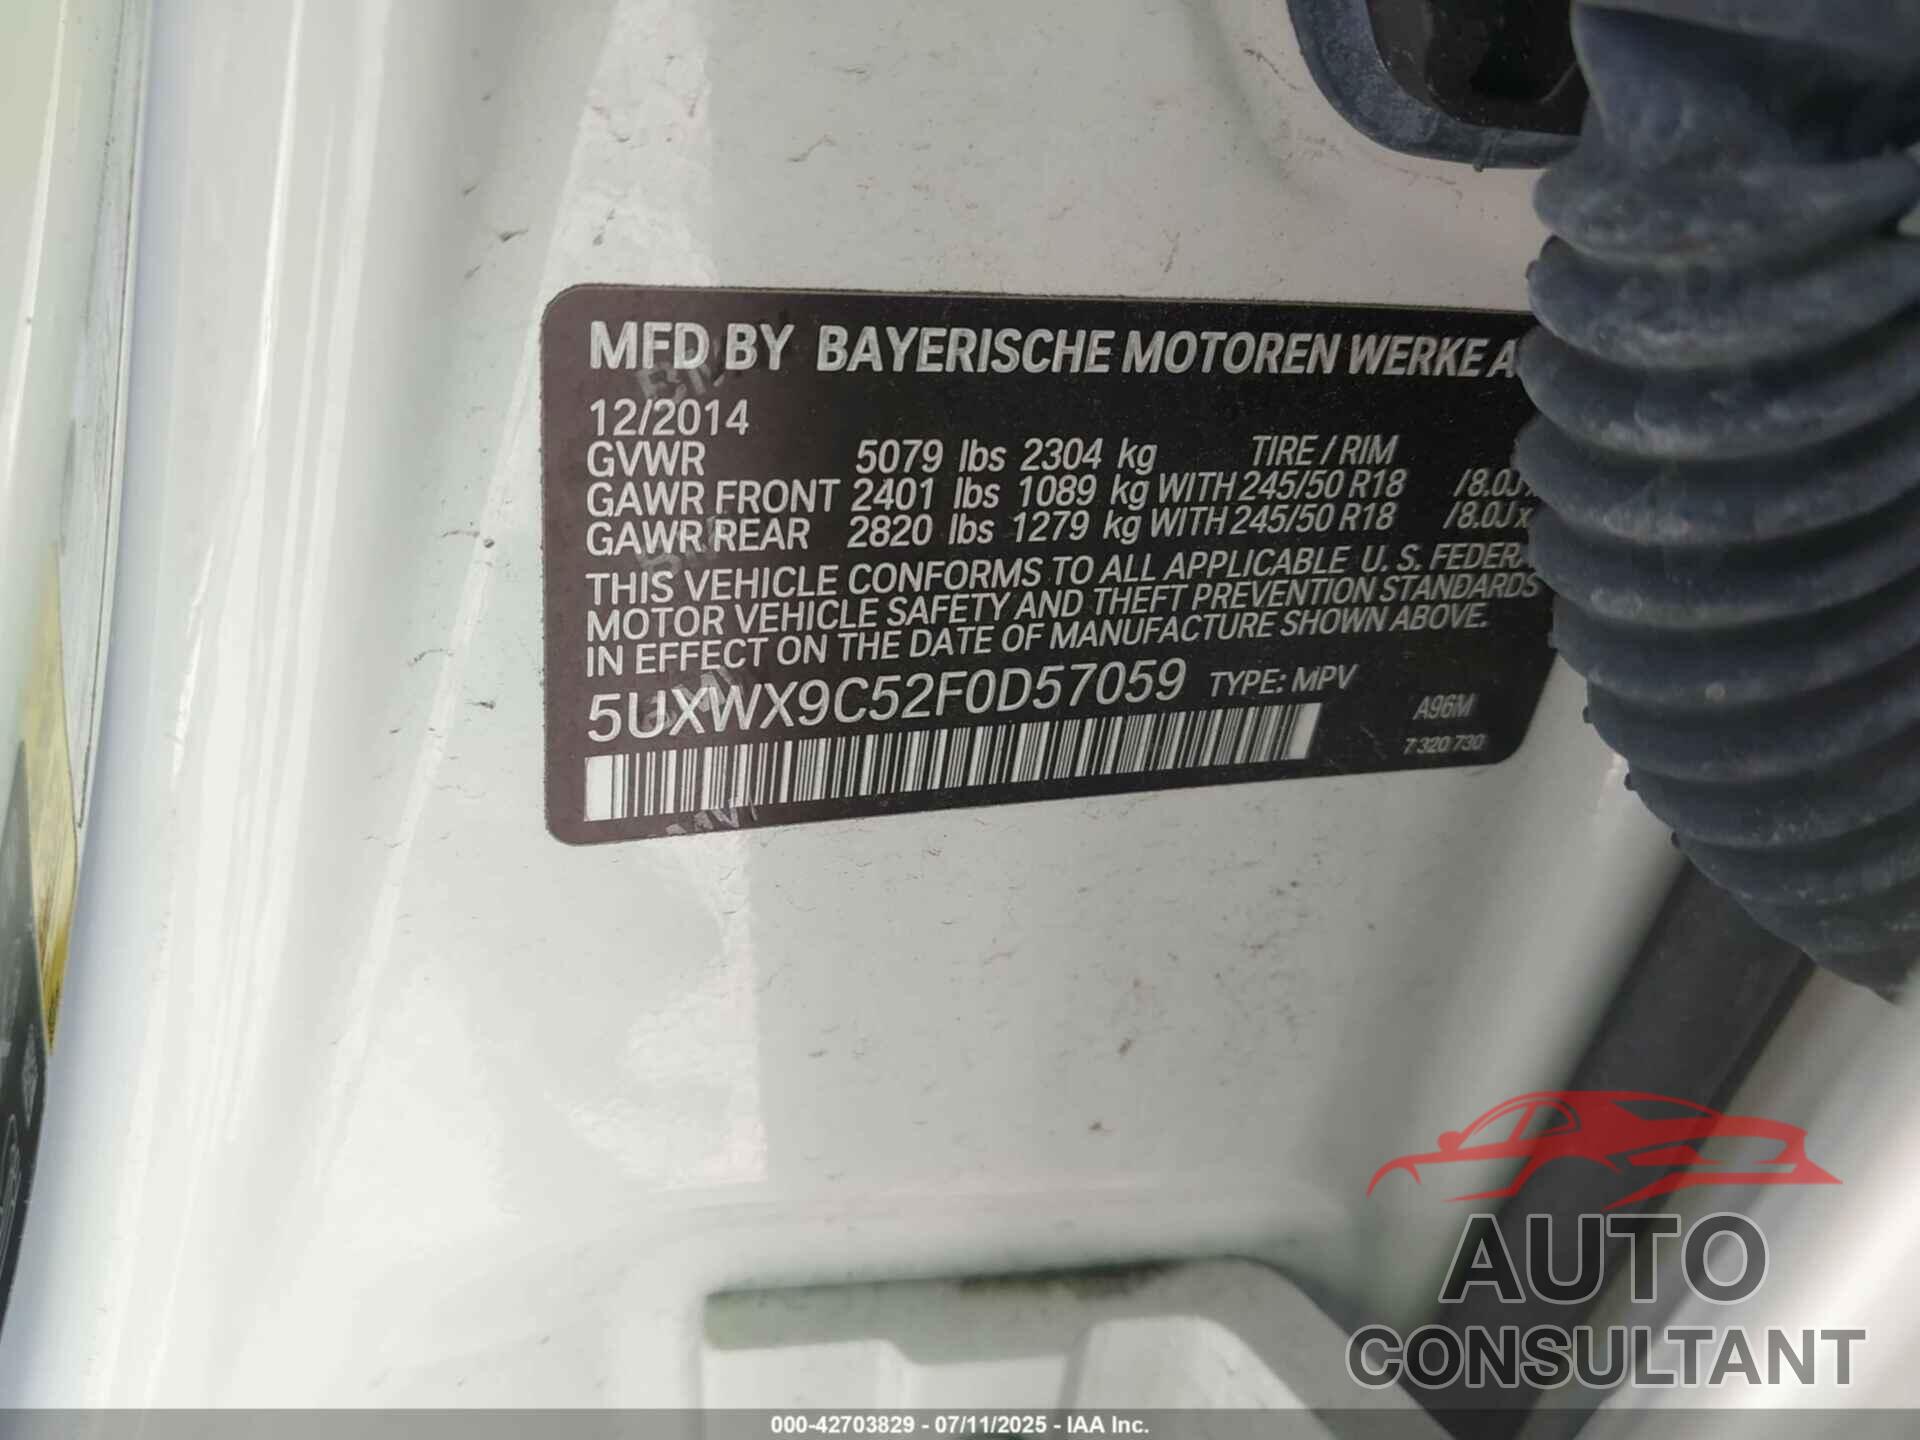 MFD BY BAYERISCHE MOTOREN WERKE
12/2014
GVWR 5079 lbs 2304 kg TIRE / RIM
GAWR FRONT 2401 lbs 1089 kg WITH 245/50 R18 /8.0J
GAWR REAR 2820 lbs 1279 kg WITH 245/50 R18 /8.0Jx
THIS VEHICLE CONFORMS TO ALL APPLICABLE U. S. FEDERA
MOTOR VEHICLE SAFETY AND THEFT PREVENTION STANDARDS
IN EFFECT ON THE DATE OF MANUFACTURE SHOWN ABOVE.
5UXWX9C52F0D57059 TYPE: MPV
A96M
7 320 730
AUTO
CONSULTANT
000-42703829 - 07/11/2025 - IAA Inc.